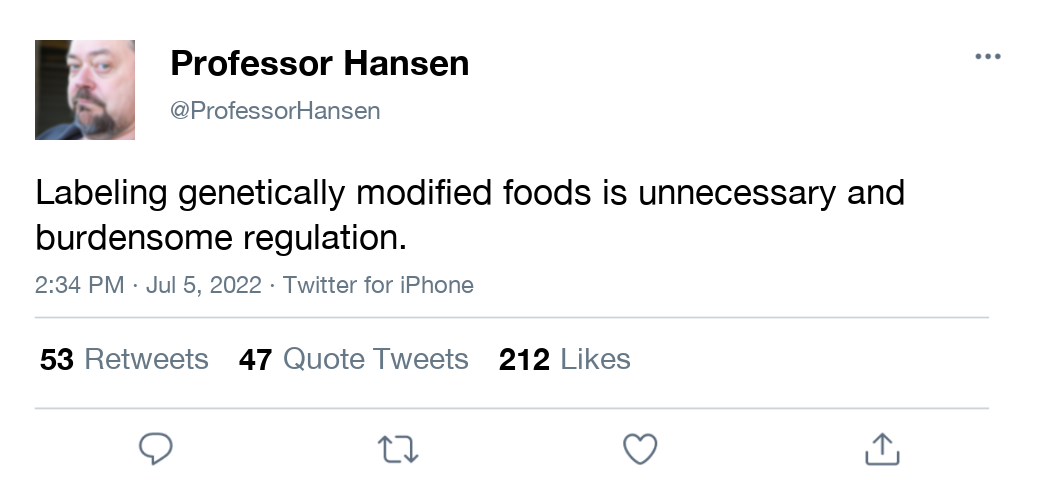 Professor Hansen
@ProfessorHansen
Labeling genetically modified foods is unnecessary and
burdensome regulation.
2:34 PM · Jul 5, 2022 · Twitter for iPhone
53 Retweets 47 Quote Tweets 212 Likes